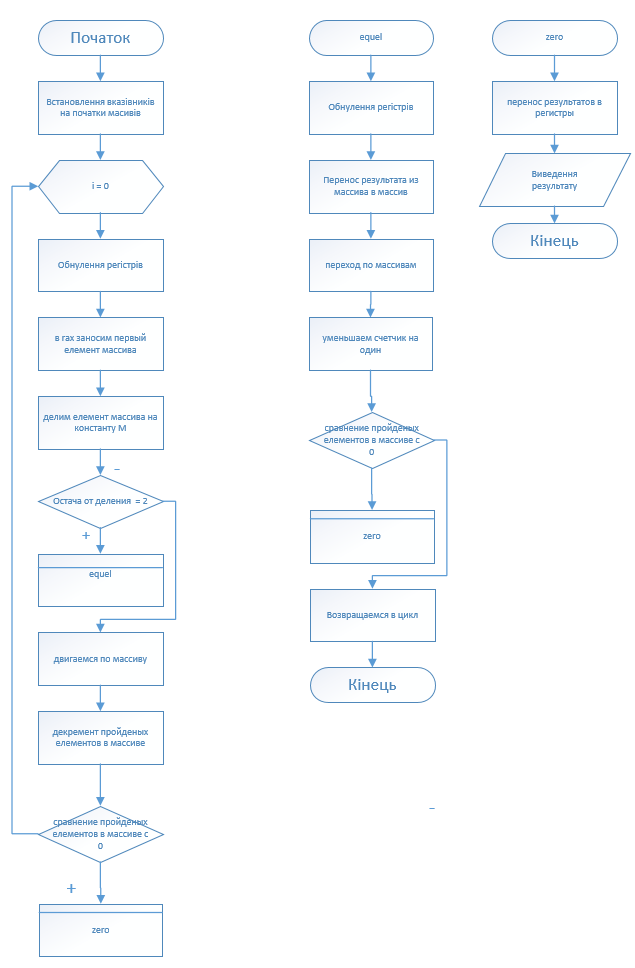 Початок
Встановлення вказівників
на початки масивів
i = 0
Обнулення регістрів
в rax заносим первый
елемент массива
делим елемент массива на
константу М
–
Остача от деления = 2
+
equel
двигаемся по массиву
декремент пройденых
елементов в массиве
сравнение пройденых
елементов в массиве с
0
+
zero
equel
Обнулення регістрів
Перенос результата из
массива в массив
переход по массивам
уменьшаем счетчик на
один
сравнение пройденых
елементов в массиве с
0
zero
Возвращаемся в цикл
Кінець
–
zero
перенос результатов в
регистры
Виведення
результату
Кінець